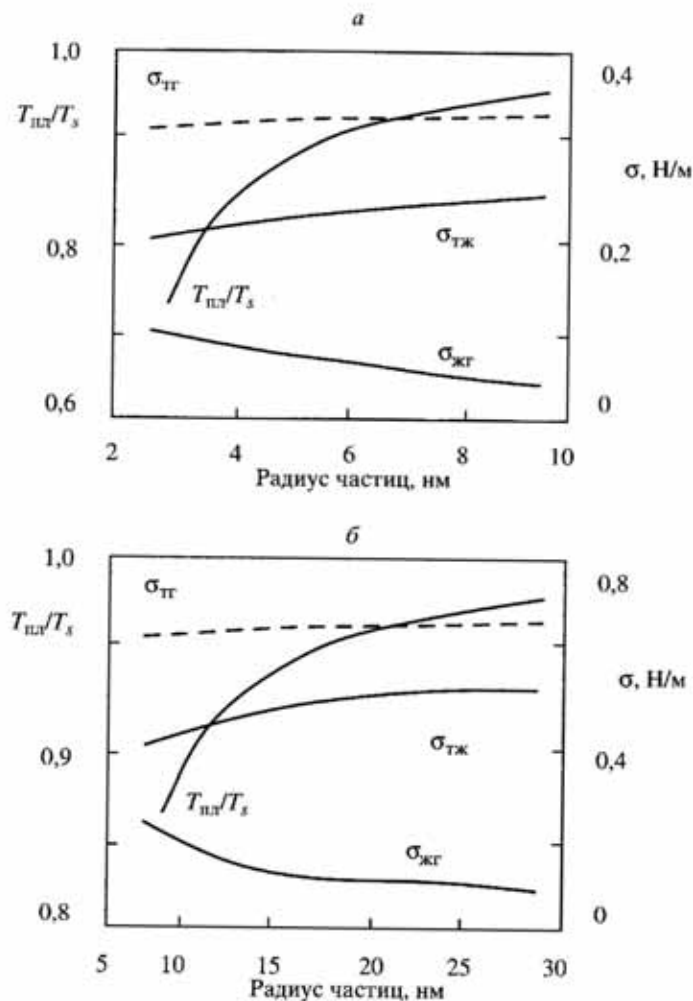 а
1,0
0,4
σтг
Tпл/Ts
σ, Н/м
0,8
σтж
0,2
Tпл/Ts
σжг
0,6
0
2 4 6 8 10
Радиус частиц, нм
б
1,0
0,8
σтг
Tпл/Ts
σ, Н/м
σтж
0,9
0,4
Tпл/Ts
σжг
0,8
0
5 10 15 20 25 30
Радиус частиц, нм